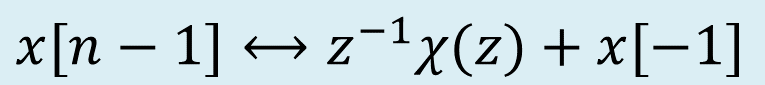 x[n − 1] ↔ z⁻¹χ(z) + x[−1]